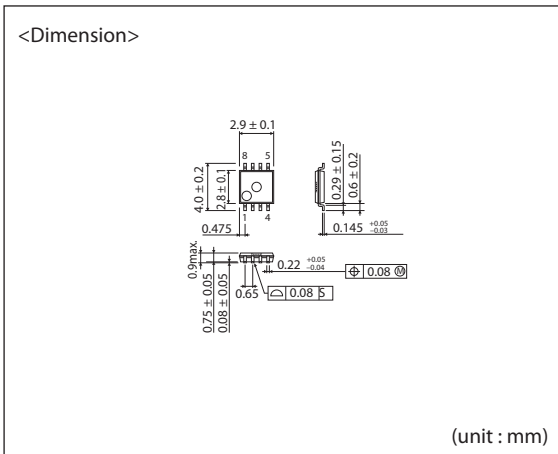 <Dimension>
2.9 ± 0.1
8 5
4.0 ± 0.2
2.8 ± 0.1
1 4
0.475
0.29 ± 0.15
0.6 ± 0.2
0.145 +0.05 −0.03
0.9max.
0.75 ± 0.05
0.08 ± 0.05
0.22 +0.05 −0.04
0.65
⌖ 0.08 Ⓜ
⌓ 0.08 S
(unit : mm)